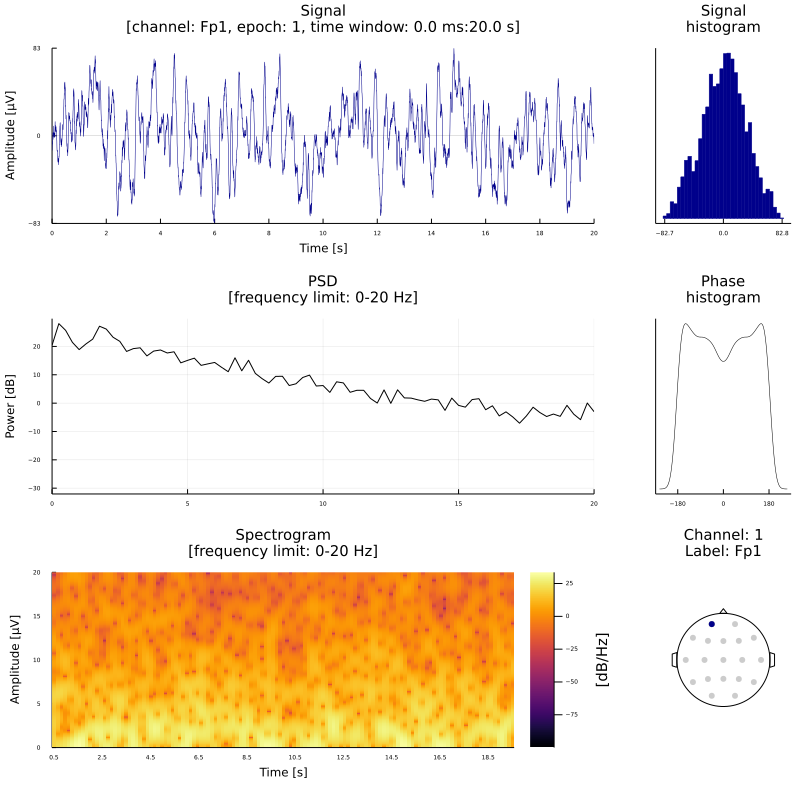 Signal
[channel: Fp1, epoch: 1, time window: 0.0 ms:20.0 s]
Amplitude [μV]
83
0
−83
0 2 4 6 8 10 12 14 16 18 20
Time [s]
Signal
histogram
−82.7 0.0 82.8
PSD
[frequency limit: 0-20 Hz]
Power [dB]
20
10
0
−10
−20
−30
0 5 10 15 20
Phase
histogram
−180 0 180
Spectrogram
[frequency limit: 0-20 Hz]
Amplitude [μV]
20
15
10
5
0
0.5 2.5 4.5 6.5 8.5 10.5 12.5 14.5 16.5 18.5
Time [s]
25
0
−25
−50
−75
[dB/Hz]
Channel: 1
Label: Fp1